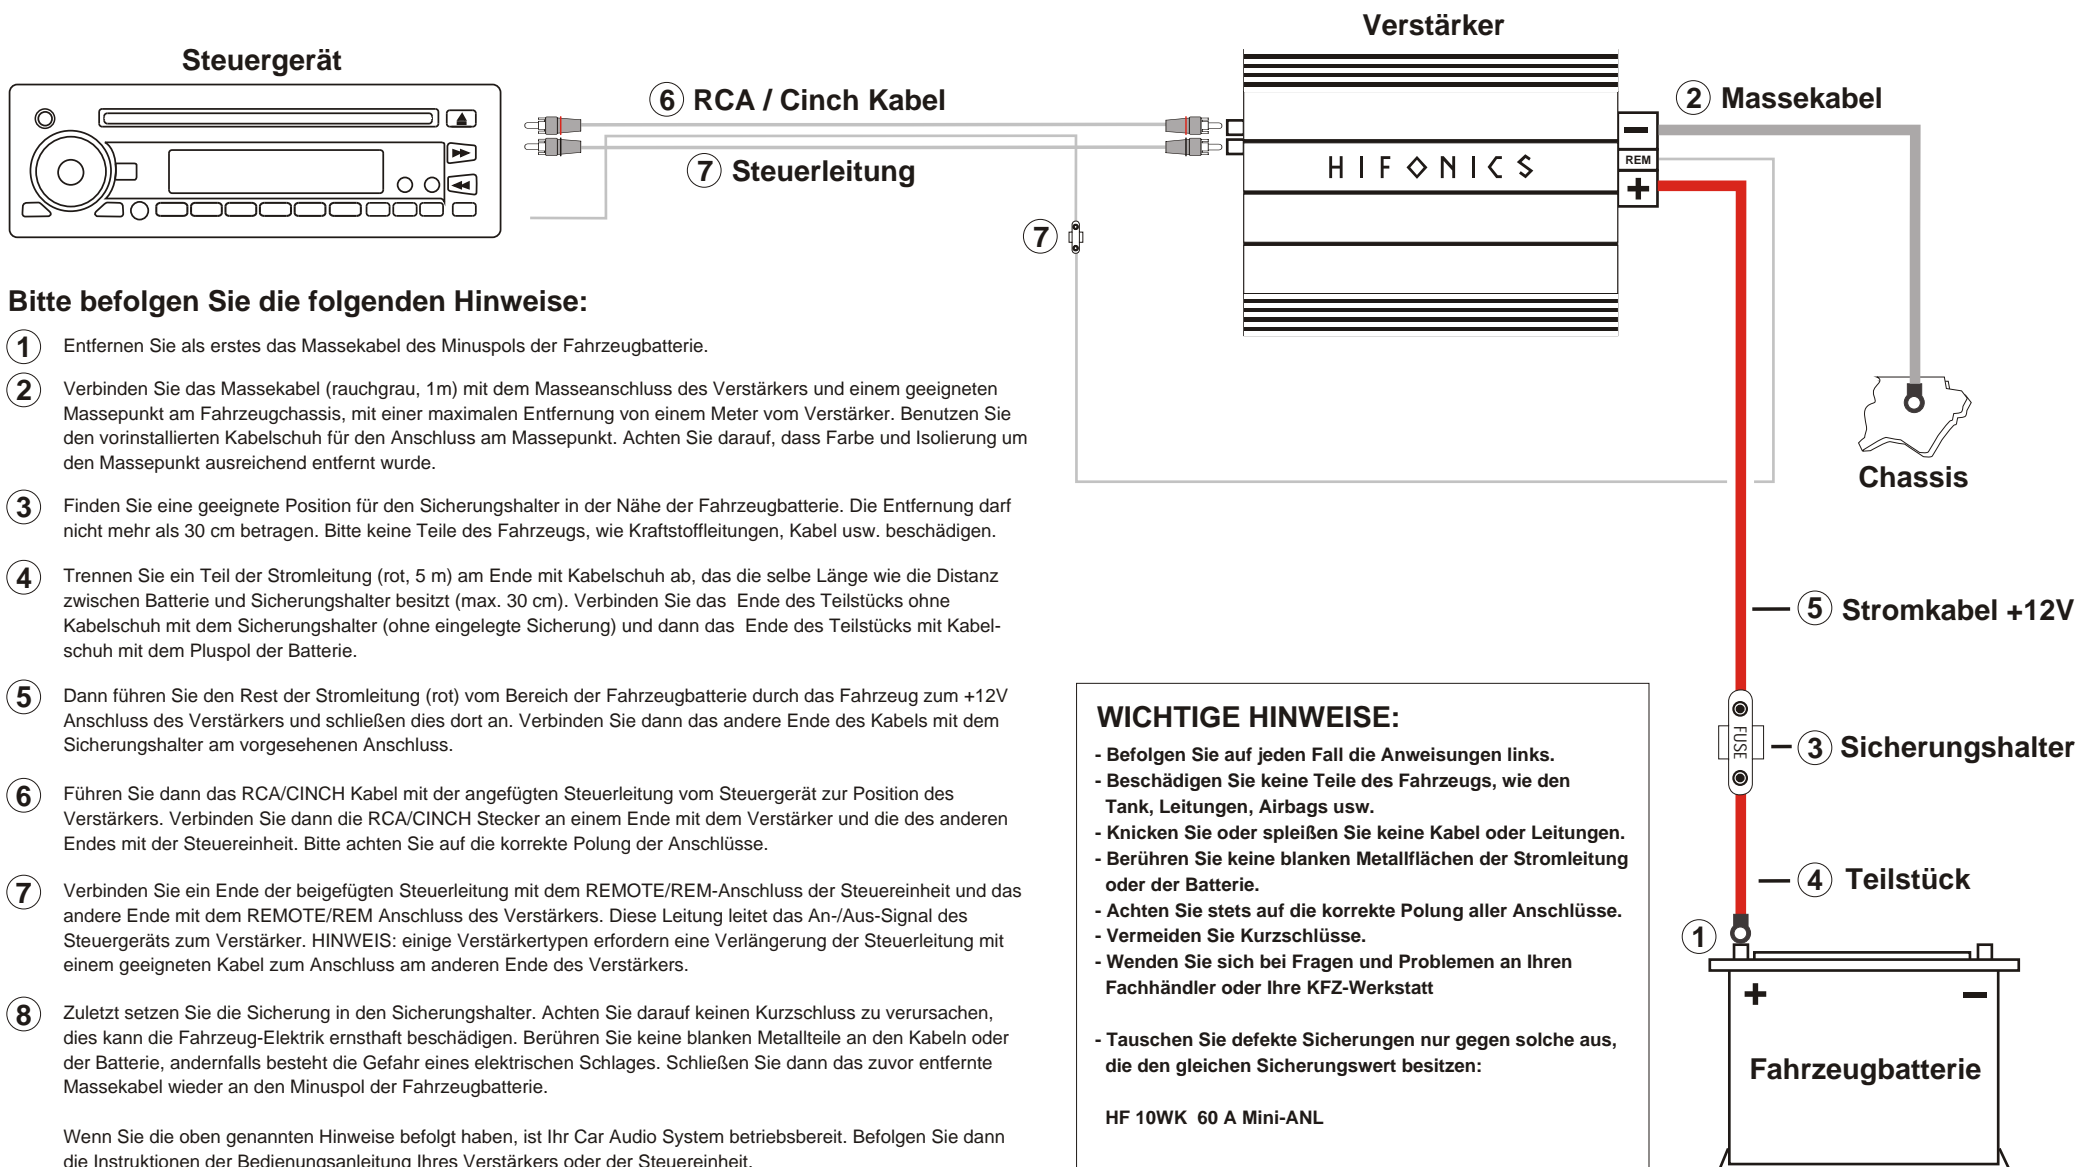 Verstärker
Steuergerät
6 RCA / Cinch Kabel
2 Massekabel
REM
HIFONICS
7 Steuerleitung
7
Bitte befolgen Sie die folgenden Hinweise:
1 Entfernen Sie als erstes das Massekabel des Minuspols der Fahrzeugbatterie.
2 Verbinden Sie das Massekabel (rauchgrau, 1m) mit dem Masseanschluss des Verstärkers und einem geeigneten
Massepunkt am Fahrzeugchassis, mit einer maximalen Entfernung von einem Meter vom Verstärker. Benutzen Sie
den vorinstallierten Kabelschuh für den Anschluss am Massepunkt. Achten Sie darauf, dass Farbe und Isolierung um
den Massepunkt ausreichend entfernt wurde.
3 Finden Sie eine geeignete Position für den Sicherungshalter in der Nähe der Fahrzeugbatterie. Die Entfernung darf
nicht mehr als 30 cm betragen. Bitte keine Teile des Fahrzeugs, wie Kraftstoffleitungen, Kabel usw. beschädigen.
4 Trennen Sie ein Teil der Stromleitung (rot, 5 m) am Ende mit Kabelschuh ab, das die selbe Länge wie die Distanz
zwischen Batterie und Sicherungshalter besitzt (max. 30 cm). Verbinden Sie das Ende des Teilstücks ohne
Kabelschuh mit dem Sicherungshalter (ohne eingelegte Sicherung) und dann das Ende des Teilstücks mit Kabel-
schuh mit dem Pluspol der Batterie.
5 Dann führen Sie den Rest der Stromleitung (rot) vom Bereich der Fahrzeugbatterie durch das Fahrzeug zum +12V
Anschluss des Verstärkers und schließen dies dort an. Verbinden Sie dann das andere Ende des Kabels mit dem
Sicherungshalter am vorgesehenen Anschluss.
6 Führen Sie dann das RCA/CINCH Kabel mit der angefügten Steuerleitung vom Steuergerät zur Position des
Verstärkers. Verbinden Sie dann die RCA/CINCH Stecker an einem Ende mit dem Verstärker und die des anderen
Endes mit der Steuereinheit. Bitte achten Sie auf die korrekte Polung der Anschlüsse.
7 Verbinden Sie ein Ende der beigefügten Steuerleitung mit dem REMOTE/REM-Anschluss der Steuereinheit und das
andere Ende mit dem REMOTE/REM Anschluss des Verstärkers. Diese Leitung leitet das An-/Aus-Signal des
Steuergeräts zum Verstärker. HINWEIS: einige Verstärkertypen erfordern eine Verlängerung der Steuerleitung mit
einem geeigneten Kabel zum Anschluss am anderen Ende des Verstärkers.
8 Zuletzt setzen Sie die Sicherung in den Sicherungshalter. Achten Sie darauf keinen Kurzschluss zu verursachen,
dies kann die Fahrzeug-Elektrik ernsthaft beschädigen. Berühren Sie keine blanken Metallteile an den Kabeln oder
der Batterie, andernfalls besteht die Gefahr eines elektrischen Schlages. Schließen Sie dann das zuvor entfernte
Massekabel wieder an den Minuspol der Fahrzeugbatterie.
Wenn Sie die oben genannten Hinweise befolgt haben, ist Ihr Car Audio System betriebsbereit. Befolgen Sie dann
die Instruktionen der Bedienungsanleitung Ihres Verstärkers oder der Steuereinheit.
WICHTIGE HINWEISE:
- Befolgen Sie auf jeden Fall die Anweisungen links.
- Beschädigen Sie keine Teile des Fahrzeugs, wie den
Tank, Leitungen, Airbags usw.
- Knicken Sie oder spleißen Sie keine Kabel oder Leitungen.
- Berühren Sie keine blanken Metallflächen der Stromleitung
oder der Batterie.
- Achten Sie stets auf die korrekte Polung aller Anschlüsse.
- Vermeiden Sie Kurzschlüsse.
- Wenden Sie sich bei Fragen und Problemen an Ihren
Fachhändler oder Ihre KFZ-Werkstatt
- Tauschen Sie defekte Sicherungen nur gegen solche aus,
die den gleichen Sicherungswert besitzen:
HF 10WK 60 A Mini-ANL
Chassis
5 Stromkabel +12V
FUSE
3 Sicherungshalter
4 Teilstück
1
+ −
Fahrzeugbatterie